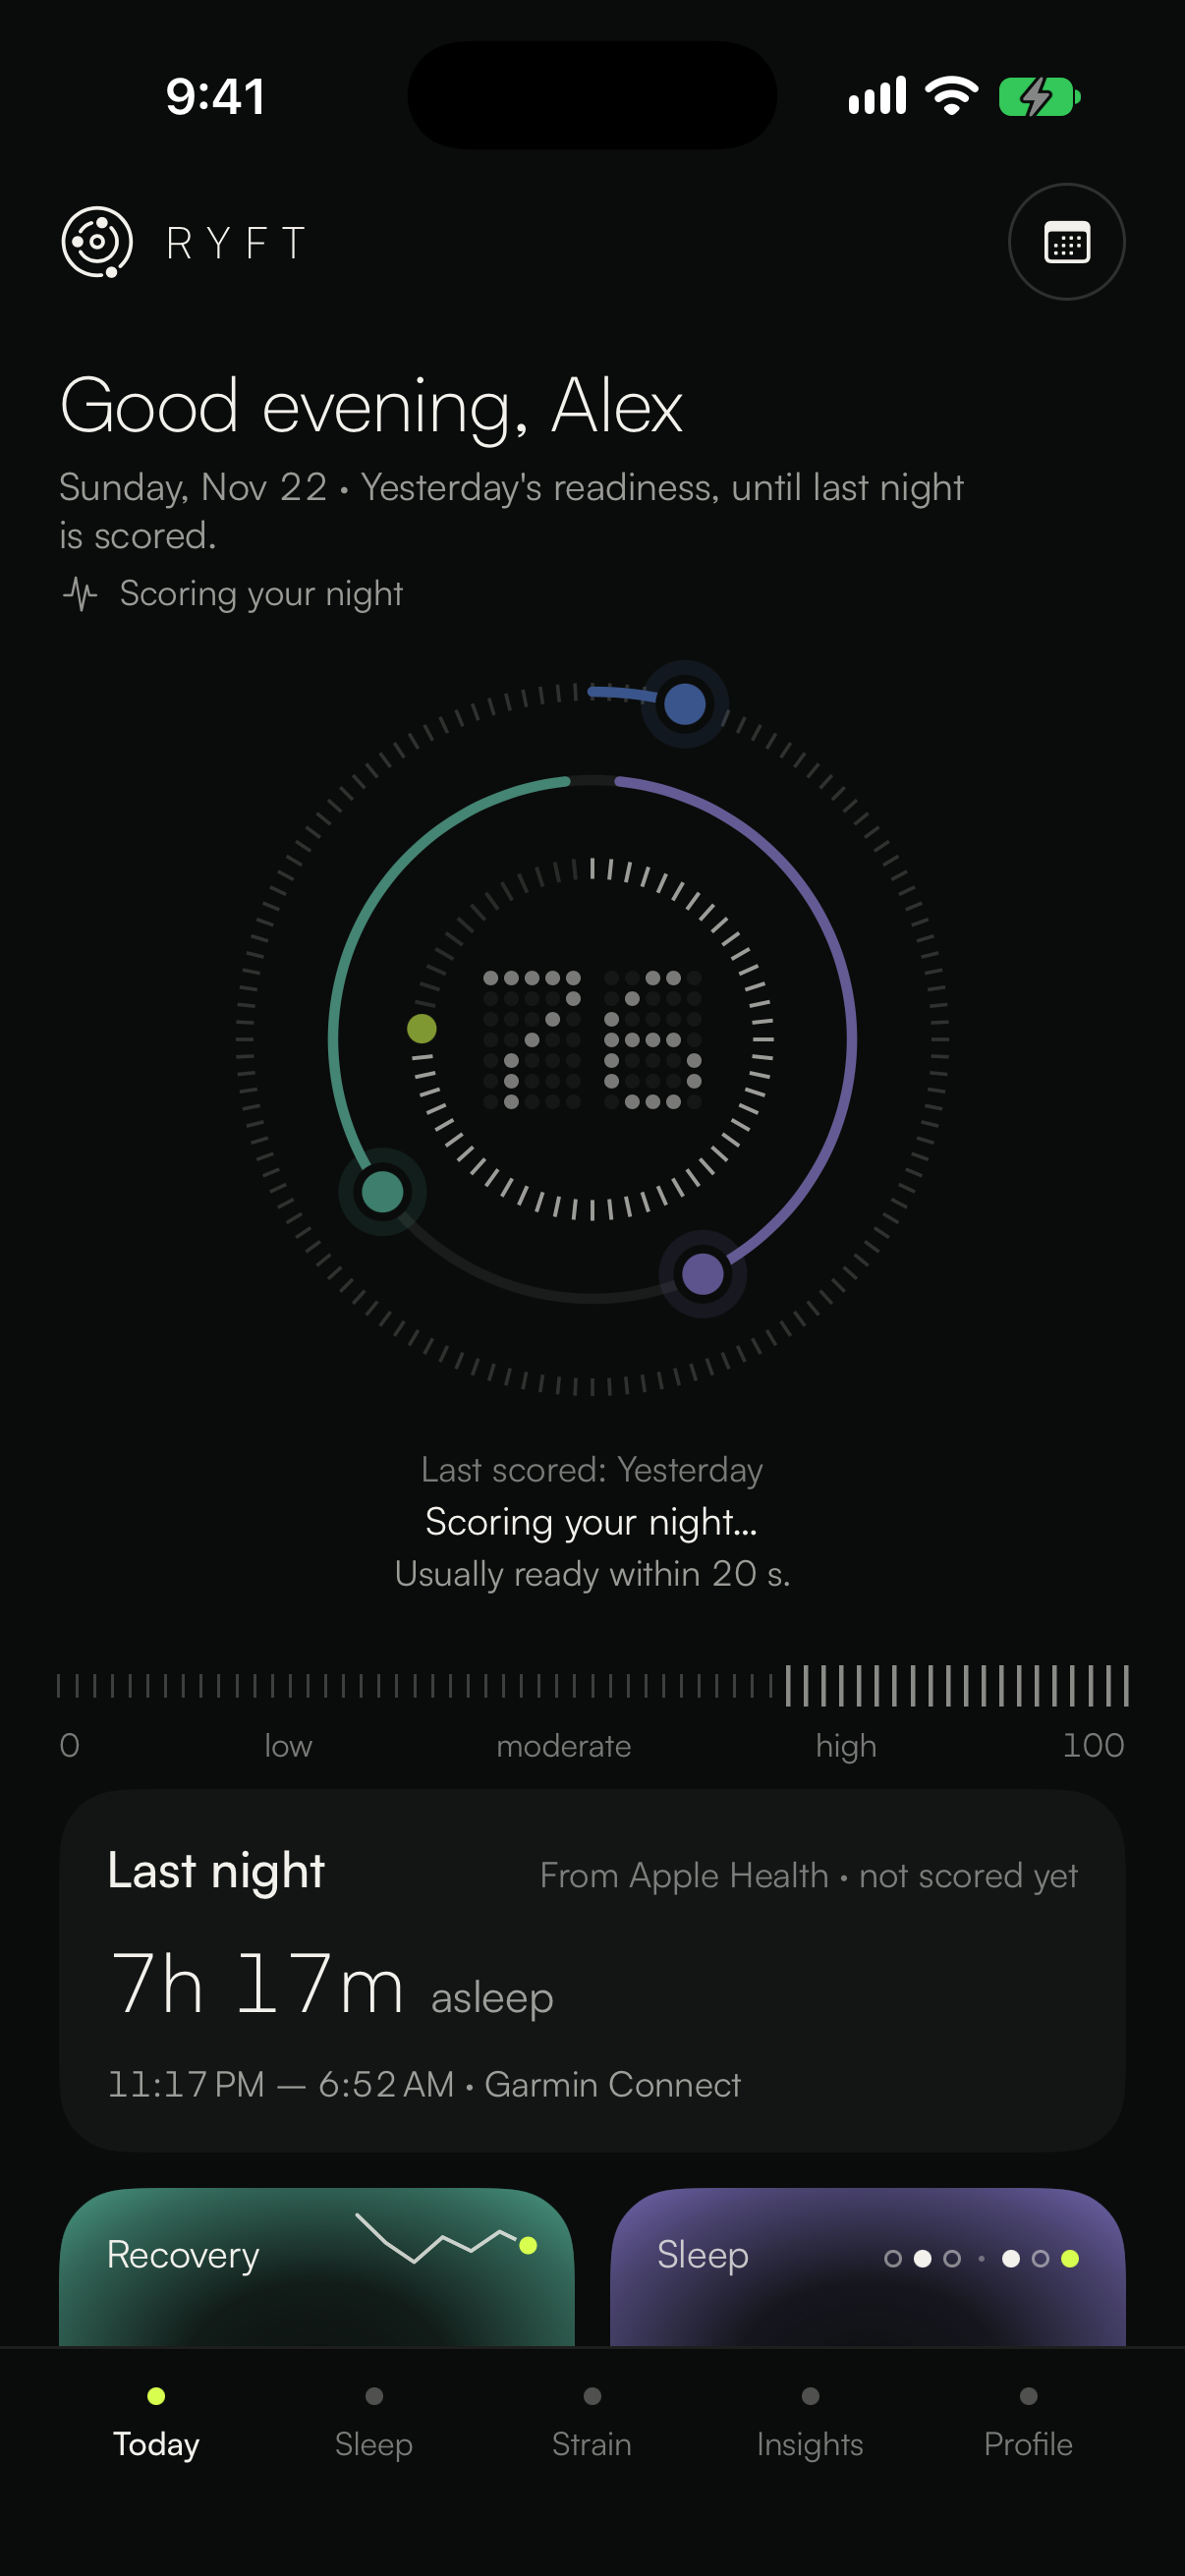 9:41
RYFT
Good evening, Alex
Sunday, Nov 22 · Yesterday's readiness, until last night
is scored.
Scoring your night
76
Last scored: Yesterday
Scoring your night...
Usually ready within 20 s.
0 low moderate high 100
Last night From Apple Health · not scored yet
7h 17m asleep
11:17 PM — 6:52 AM · Garmin Connect
Recovery Sleep
Today Sleep Strain Insights Profile